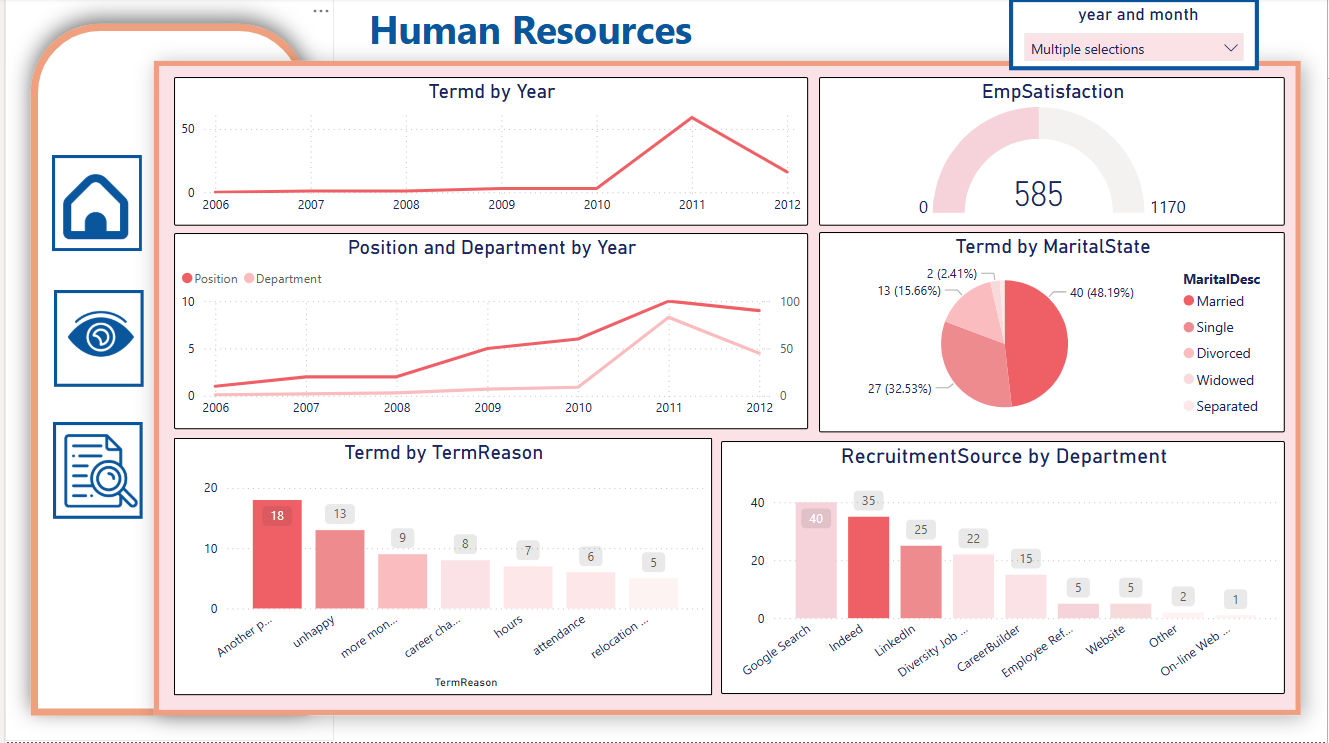 Human Resources
year and month
Multiple selections
Termd by Year
50
0
2006 2007 2008 2009 2010 2011 2012
EmpSatisfaction
585
0 1170
Position and Department by Year
Position Department
10 100
5 50
0 0
2006 2007 2008 2009 2010 2011 2012
Termd by MaritalState
2 (2.41%)
13 (15.66%)
40 (48.19%)
27 (32.53%)
MaritalDesc
Married
Single
Divorced
Widowed
Separated
Termd by TermReason
20
10
0
18 13 9 8 7 6 5
Another p... unhappy more mon... career cha... hours attendance relocation ...
TermReason
RecruitmentSource by Department
40
20
0
40 35 25 22 15 5 5 2 1
Google Search Indeed LinkedIn Diversity Job ... CareerBuilder Employee Ref... Website Other On-line Web ...